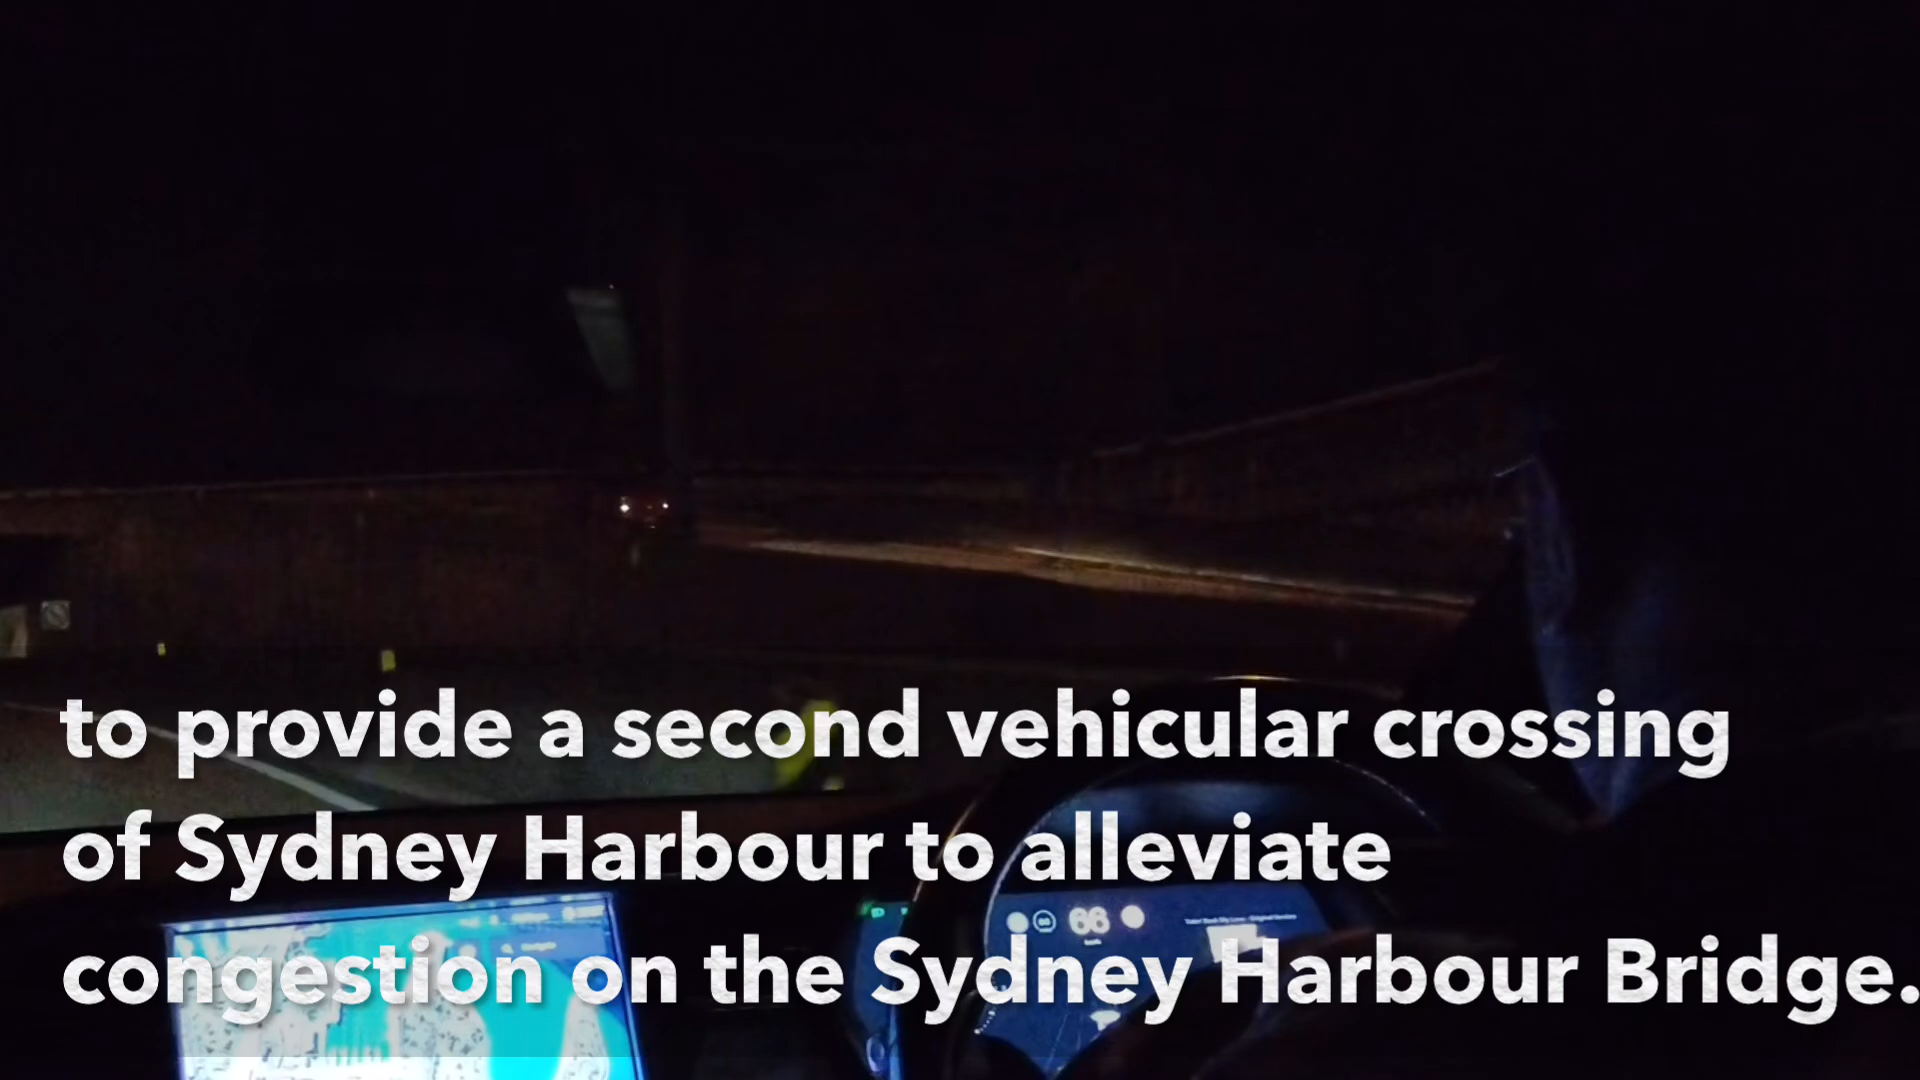 to provide a second vehicular crossing
of Sydney Harbour to alleviate
congestion on the Sydney Harbour Bridge.
66